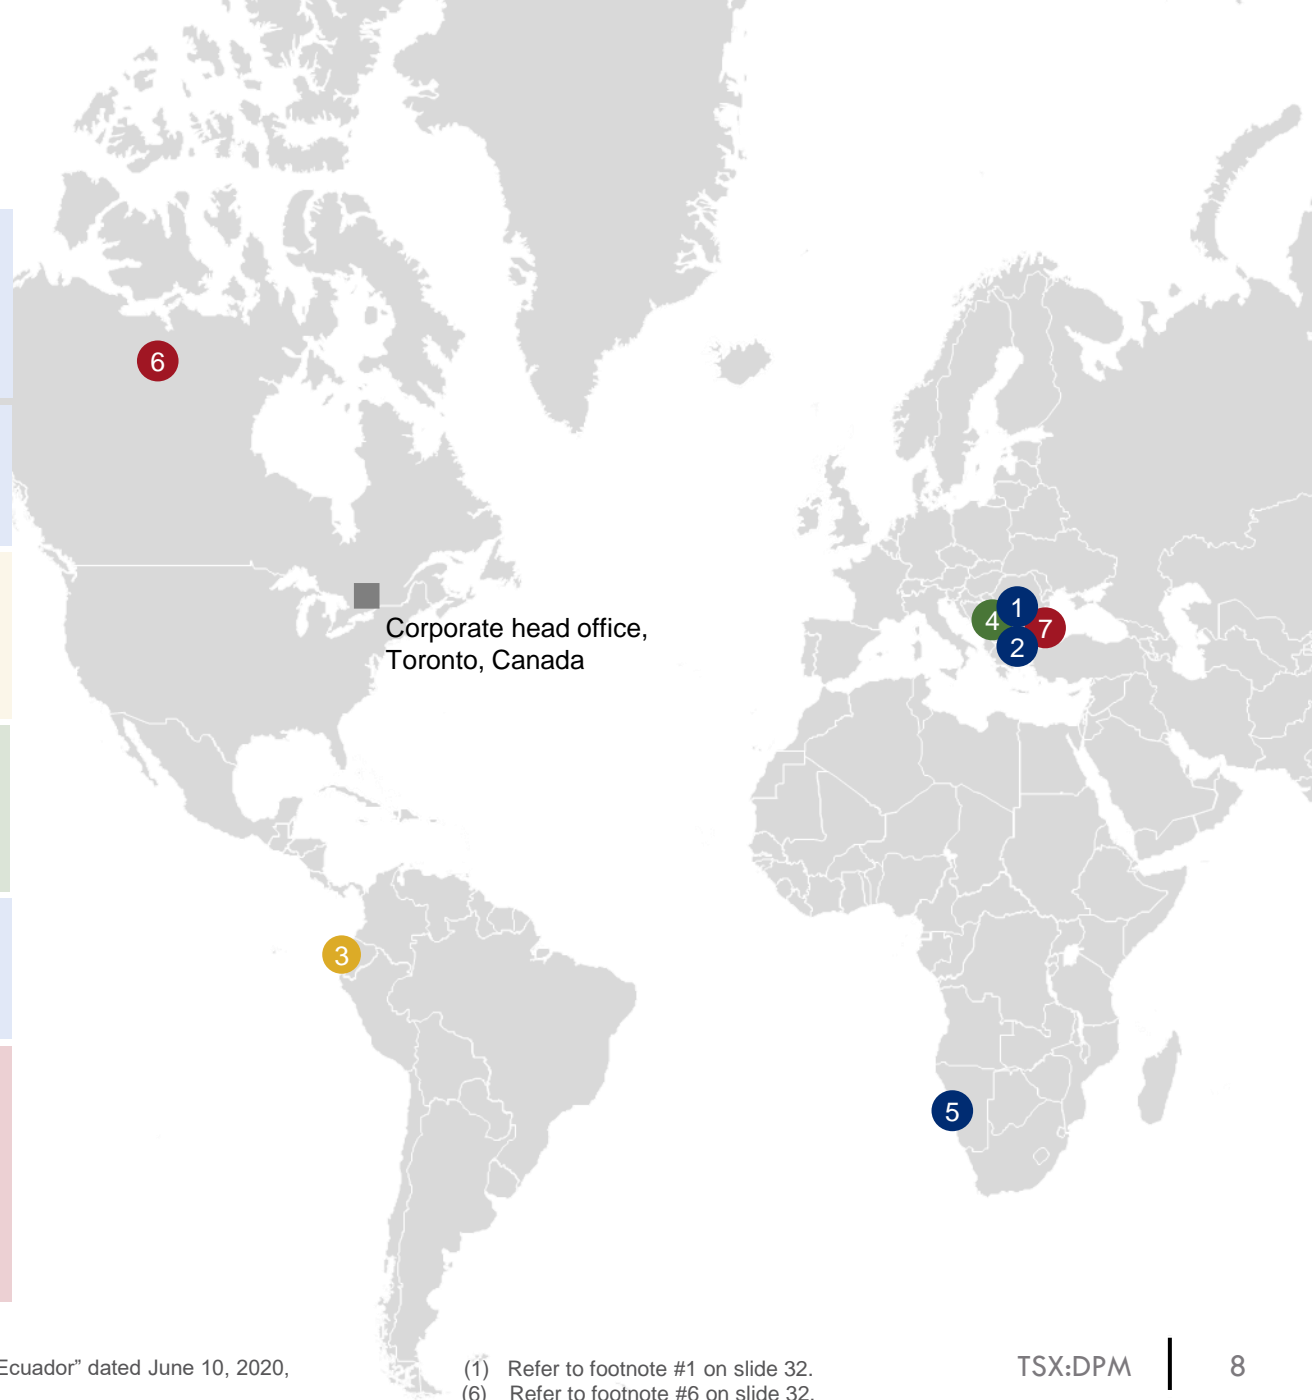 6
Corporate head office,
Toronto, Canada
1
4
7
2
3
5
Ecuador” dated June 10, 2020,
(1) Refer to footnote #1 on slide 32.
(6) Refer to footnote #6 on slide 32.
TSX:DPM
8